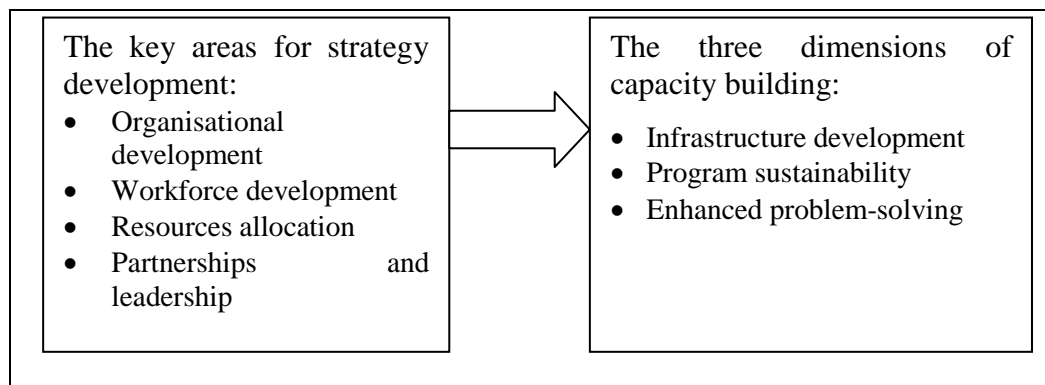 The key areas for strategy
development:
• Organisational
development
• Workforce development
• Resources allocation
• Partnerships and
leadership
The three dimensions of
capacity building:
• Infrastructure development
• Program sustainability
• Enhanced problem-solving